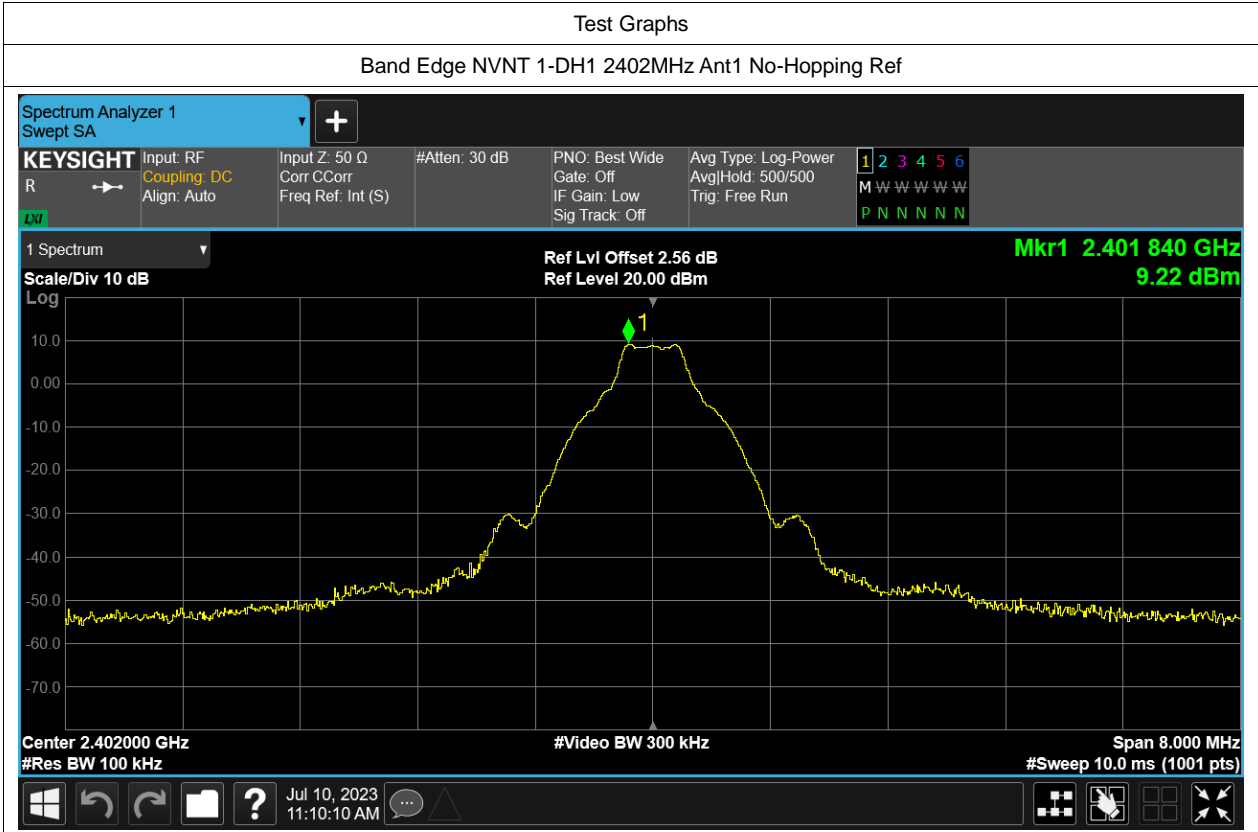 Test Graphs
Band Edge NVNT 1-DH1 2402MHz Ant1 No-Hopping Ref
Spectrum Analyzer 1
Swept SA
KEYSIGHT
R
LXI
Input: RF
Coupling: DC
Align: Auto
Input Z: 50 Ω
Corr CCorr
Freq Ref: Int (S)
#Atten: 30 dB
PNO: Best Wide
Gate: Off
IF Gain: Low
Sig Track: Off
Avg Type: Log-Power
Avg|Hold: 500/500
Trig: Free Run
1 2 3 4 5 6
M W W W W W
P N N N N N
1 Spectrum
Scale/Div 10 dB
Log
Ref Lvl Offset 2.56 dB
Ref Level 20.00 dBm
Mkr1 2.401 840 GHz
9.22 dBm
1
10.0
0.00
-10.0
-20.0
-30.0
-40.0
-50.0
-60.0
-70.0
Center 2.402000 GHz
#Res BW 100 kHz
#Video BW 300 kHz
Span 8.000 MHz
#Sweep 10.0 ms (1001 pts)
?
Jul 10, 2023
11:10:10 AM